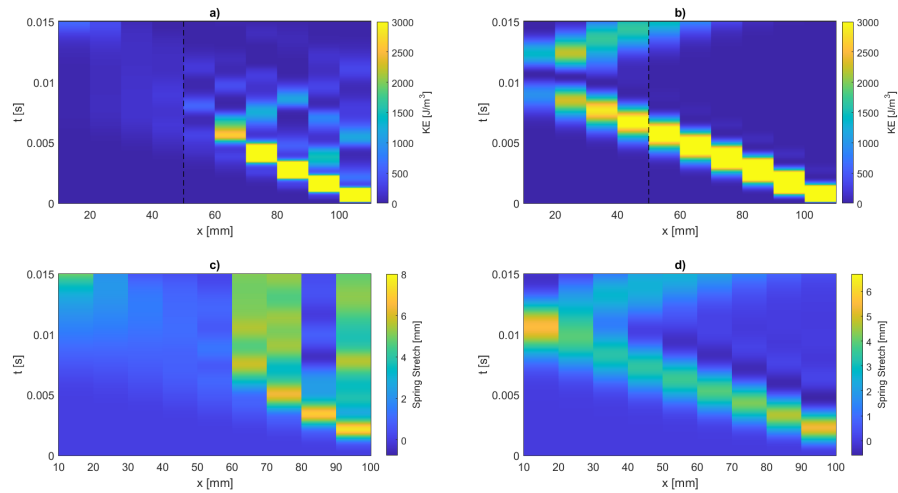 a)
0.015
0.01
0.005
0
t [s]
20 40 60 80 100
x [mm]
3000
2500
2000
1500
1000
500
0
KE [J/m³]
b)
0.015
0.01
0.005
0
t [s]
20 40 60 80 100
x [mm]
3000
2500
2000
1500
1000
500
0
KE [J/m³]
c)
0.015
0.01
0.005
0
t [s]
10 20 30 40 50 60 70 80 90 100
x [mm]
8
6
4
2
0
Spring Stretch [mm]
d)
0.015
0.01
0.005
0
t [s]
10 20 30 40 50 60 70 80 90 100
x [mm]
6
5
4
3
2
1
0
Spring Stretch [mm]